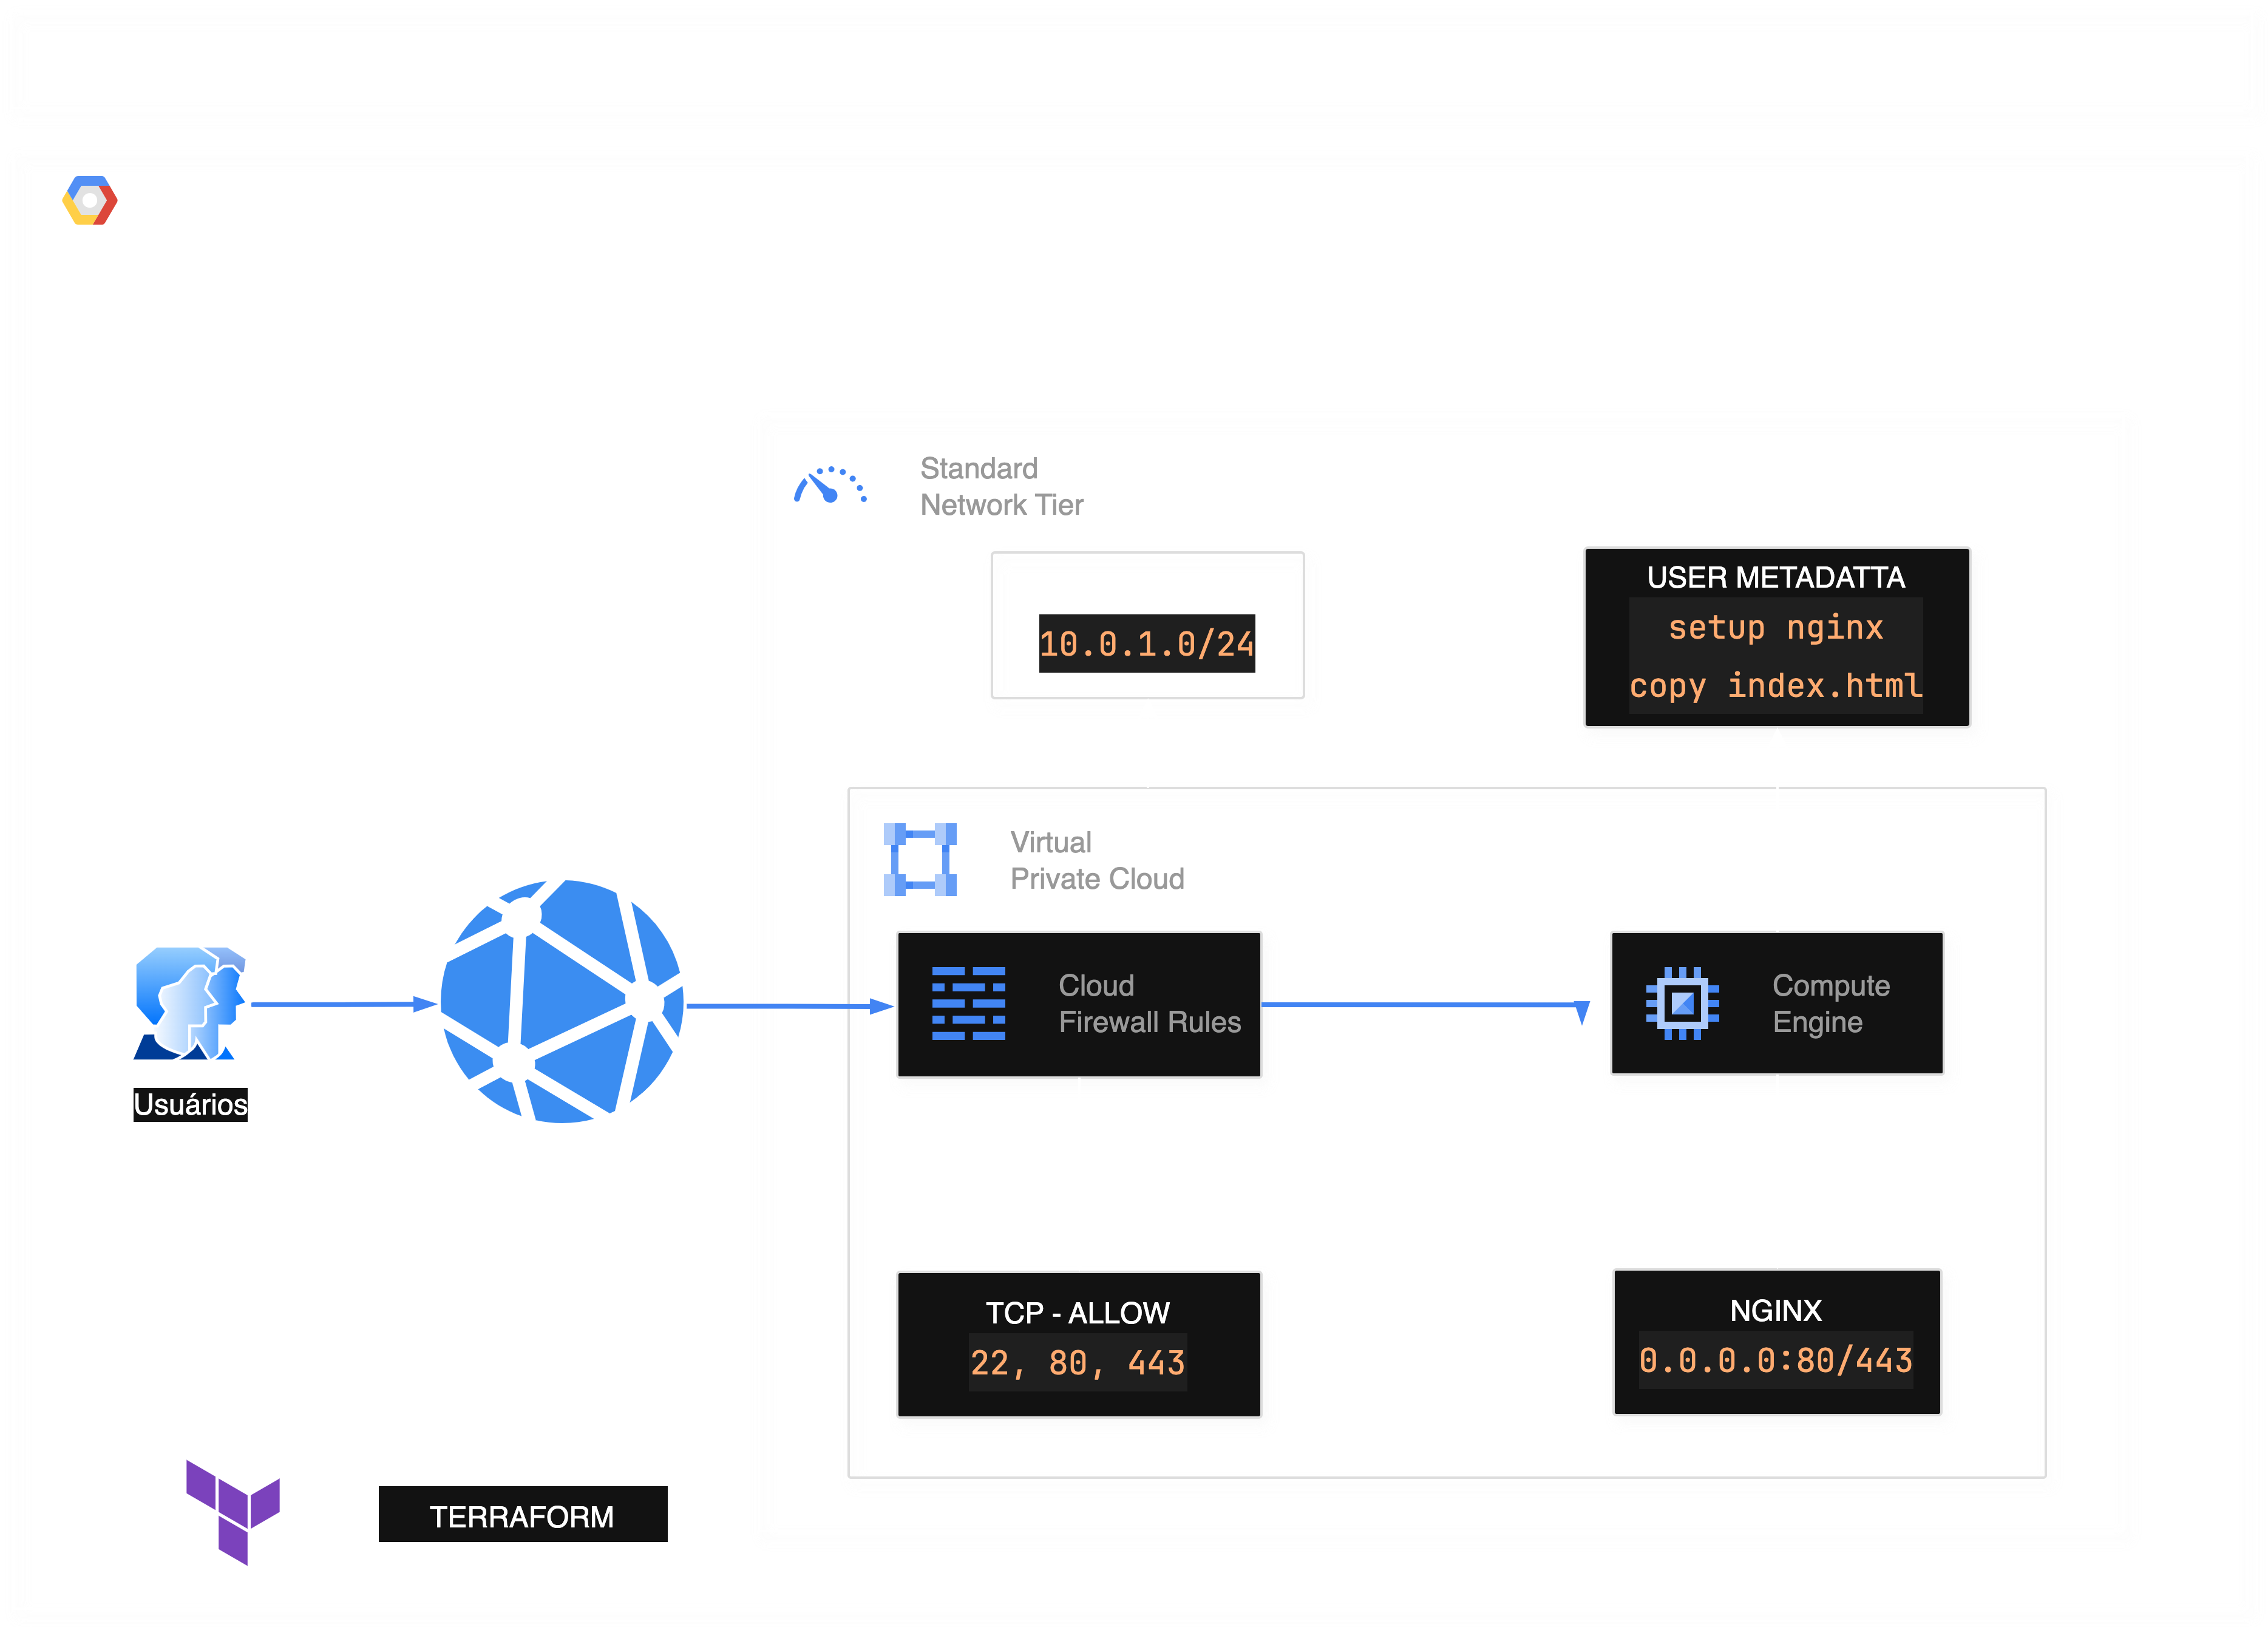 Standard
Network Tier
10.0.1.0/24
USER METADATTA
setup nginx
copy index.html
Virtual
Private Cloud
Cloud
Firewall Rules
Compute
Engine
Usuários
TCP - ALLOW
22, 80, 443
NGINX
0.0.0.0:80/443
TERRAFORM